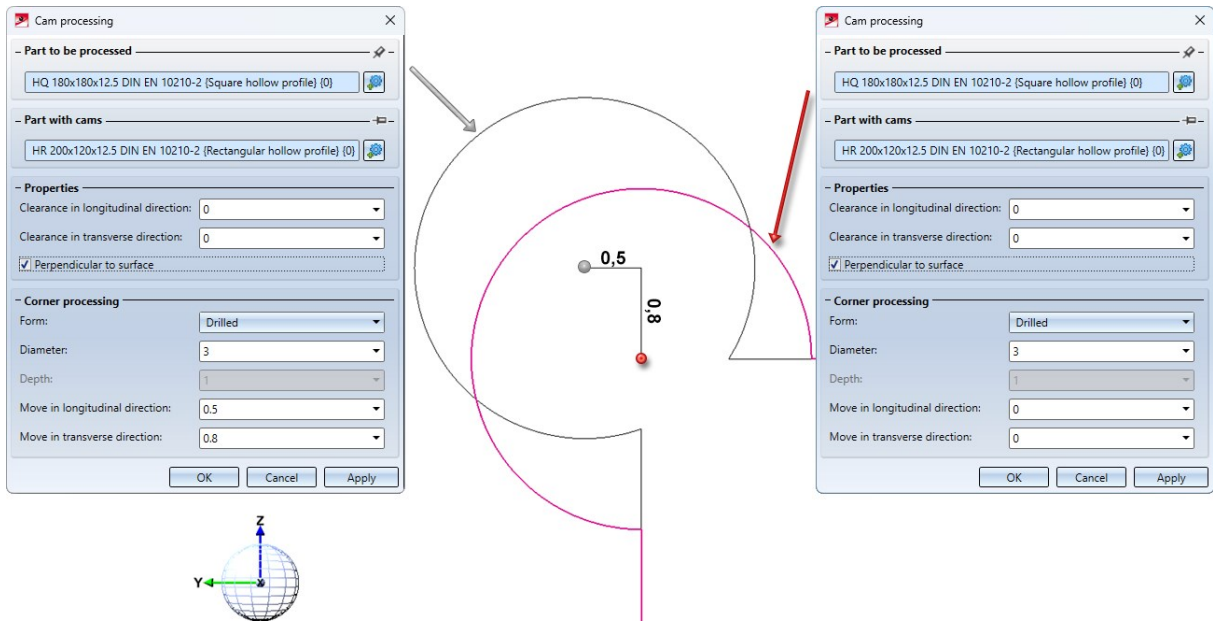 Cam processing
Part to be processed
HQ 180x180x12.5 DIN EN 10210-2 {Square hollow profile} {0}
Part with cams
HR 200x120x12.5 DIN EN 10210-2 {Rectangular hollow profile} {0}
Properties
Clearance in longitudinal direction: 0
Clearance in transverse direction: 0
Perpendicular to surface
Corner processing
Form: Drilled
Diameter: 3
Depth: 1
Move in longitudinal direction: 0.5
Move in transverse direction: 0.8
OK Cancel Apply
0,5
0,8
Z
Y
X
Cam processing
Part to be processed
HQ 180x180x12.5 DIN EN 10210-2 {Square hollow profile} {0}
Part with cams
HR 200x120x12.5 DIN EN 10210-2 {Rectangular hollow profile} {0}
Properties
Clearance in longitudinal direction: 0
Clearance in transverse direction: 0
Perpendicular to surface
Corner processing
Form: Drilled
Diameter: 3
Depth: 1
Move in longitudinal direction: 0
Move in transverse direction: 0
OK Cancel Apply